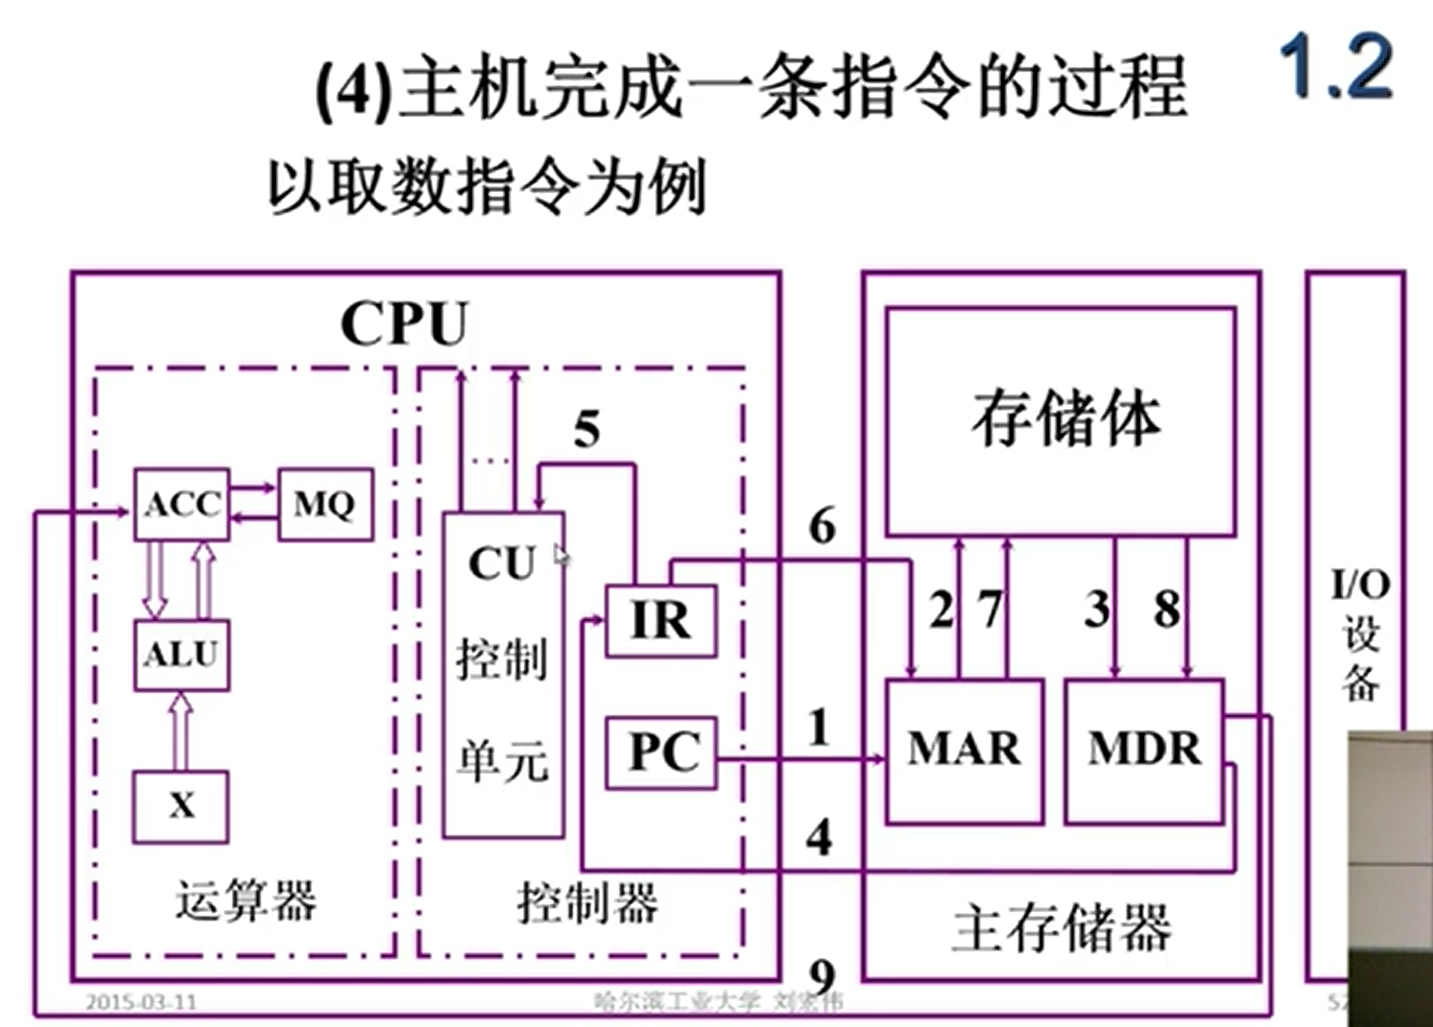 1.2
(4)主机完成一条指令的过程
以取数指令为例
CPU
存储体
5
...
ACC
MQ
6
CU
控制
单元
IR
2
7
3
8
I/O
设
备
ALU
1
PC
MAR
MDR
X
4
运算器
控制器
主存储器
9
2015-03-11
哈尔滨工业大学 刘宏伟